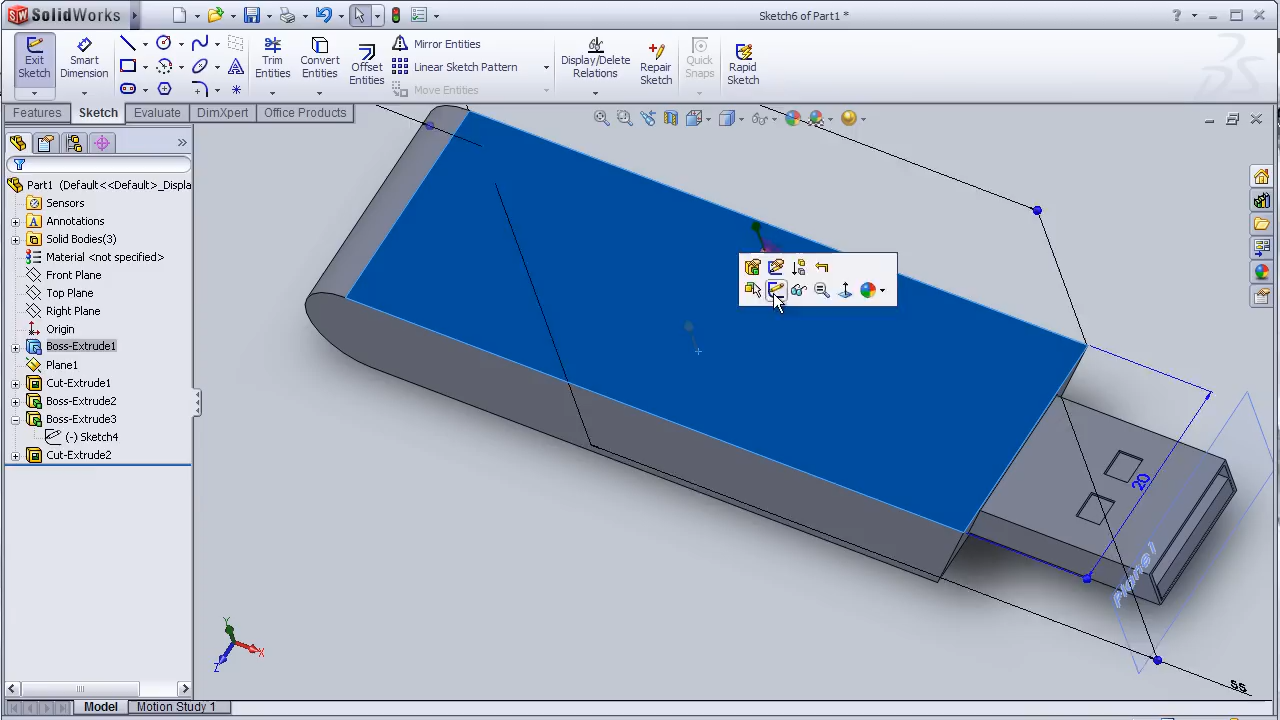 SW SolidWorks
Sketch6 of Part1 *
?
Exit Sketch
Smart Dimension
Trim Entities
Convert Entities
Offset Entities
Mirror Entities
Linear Sketch Pattern
Move Entities
Display/Delete Relations
Repair Sketch
Quick Snaps
Rapid Sketch
Features
Sketch
Evaluate
DimXpert
Office Products
Part1 (Default<<Default>_Displa
Sensors
Annotations
Solid Bodies(3)
Material <not specified>
Front Plane
Top Plane
Right Plane
Origin
Boss-Extrude1
Plane1
Cut-Extrude1
Boss-Extrude2
Boss-Extrude3
(-) Sketch4
Cut-Extrude2
20
Plane1
55
Y
X
Z
Model
Motion Study 1